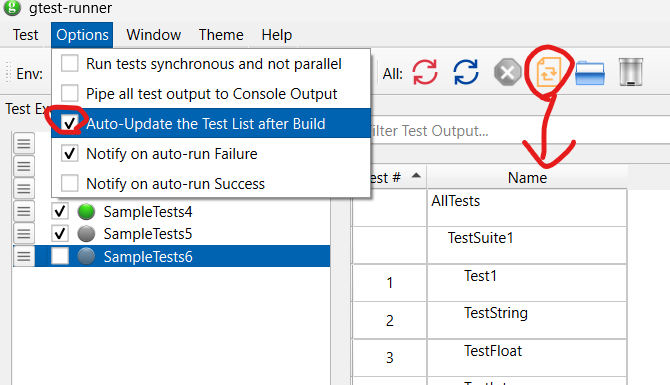 gtest-runner
Test Options Window Theme Help
Env:
All:
Run tests synchronous and not parallel
Pipe all test output to Console Output
Auto-Update the Test List after Build
Notify on auto-run Failure
Notify on auto-run Success
Test Ex
SampleTests4
SampleTests5
SampleTests6
ilter Test Output...
est # Name
AllTests
TestSuite1
1 Test1
2 TestString
3 TestFloat